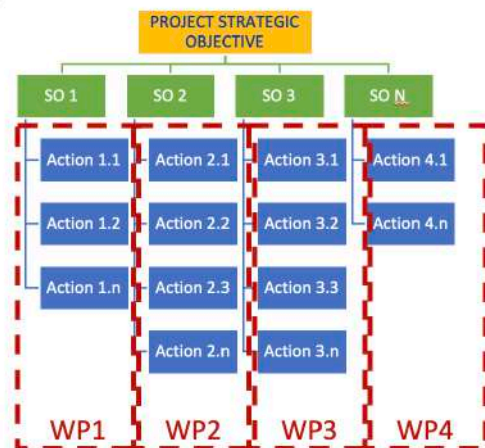 PROJECT STRATEGIC
OBJECTIVE
SO 1
SO 2
SO 3
SO N
Action 1.1
Action 2.1
Action 3.1
Action 4.1
Action 1.2
Action 2.2
Action 3.2
Action 4.n
Action 1.n
Action 2.3
Action 3.3
Action 2.n
Action 3.n
WP1
WP2
WP3
WP4